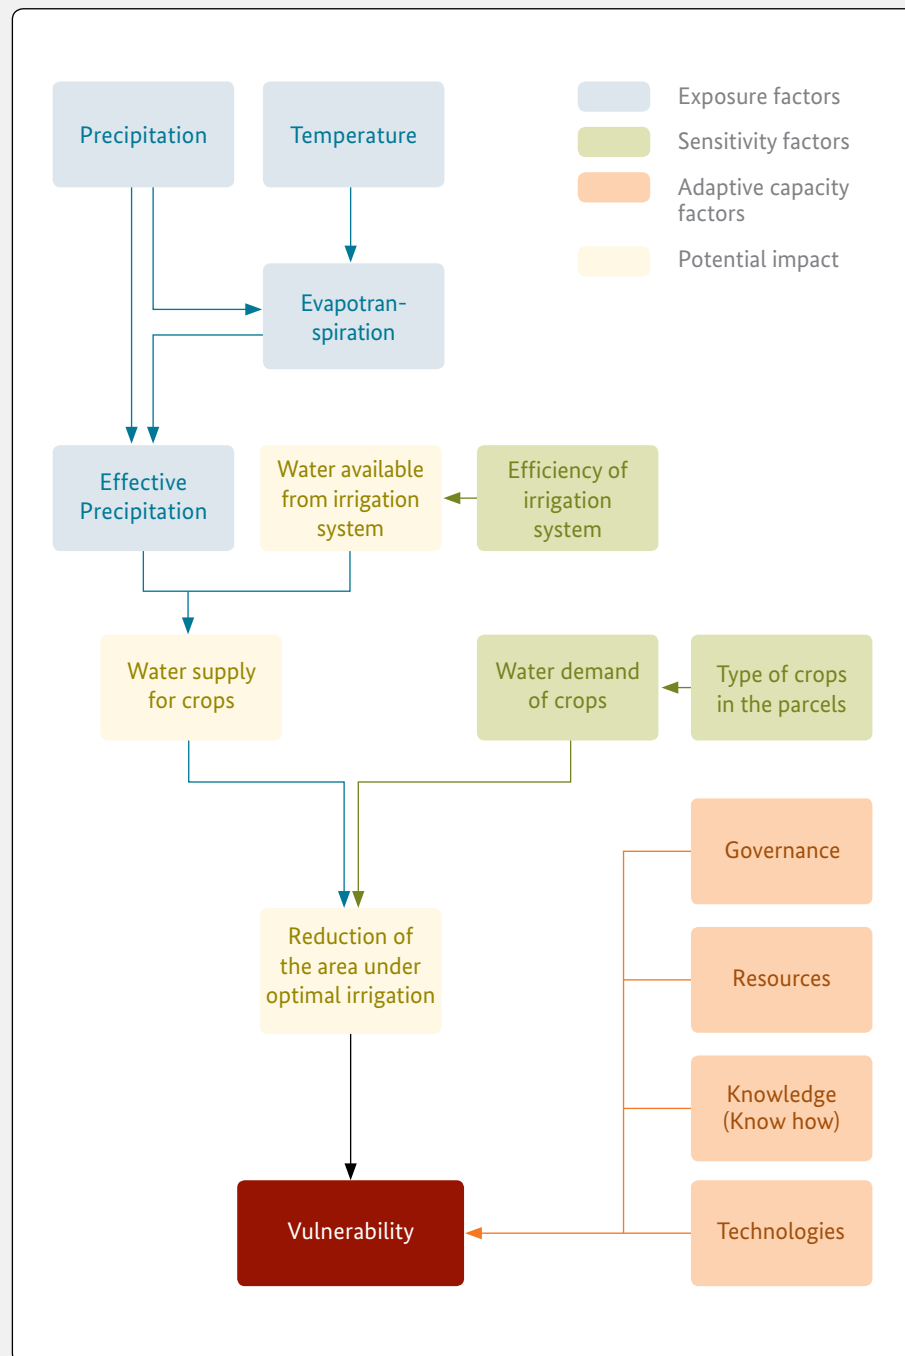 Precipitation
Temperature
Exposure factors
Sensitivity factors
Adaptive capacity
factors
Potential impact
Evapotran-
spiration
Effective
Precipitation
Water available
from irrigation
system
Efficiency of
irrigation
system
Water supply
for crops
Water demand
of crops
Type of crops
in the parcels
Governance
Reduction of
the area under
optimal irrigation
Resources
Knowledge
(Know how)
Vulnerability
Technologies